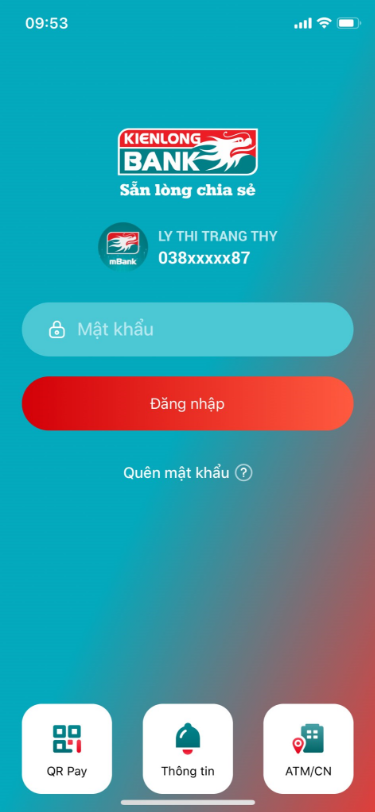 09:53
KIENLONG
BANK
Sẵn lòng chia sẻ
LY THI TRANG THY
mBank
038xxxxx87
Mật khẩu
Đăng nhập
Quên mật khẩu ?
QR Pay
Thông tin
ATM/CN